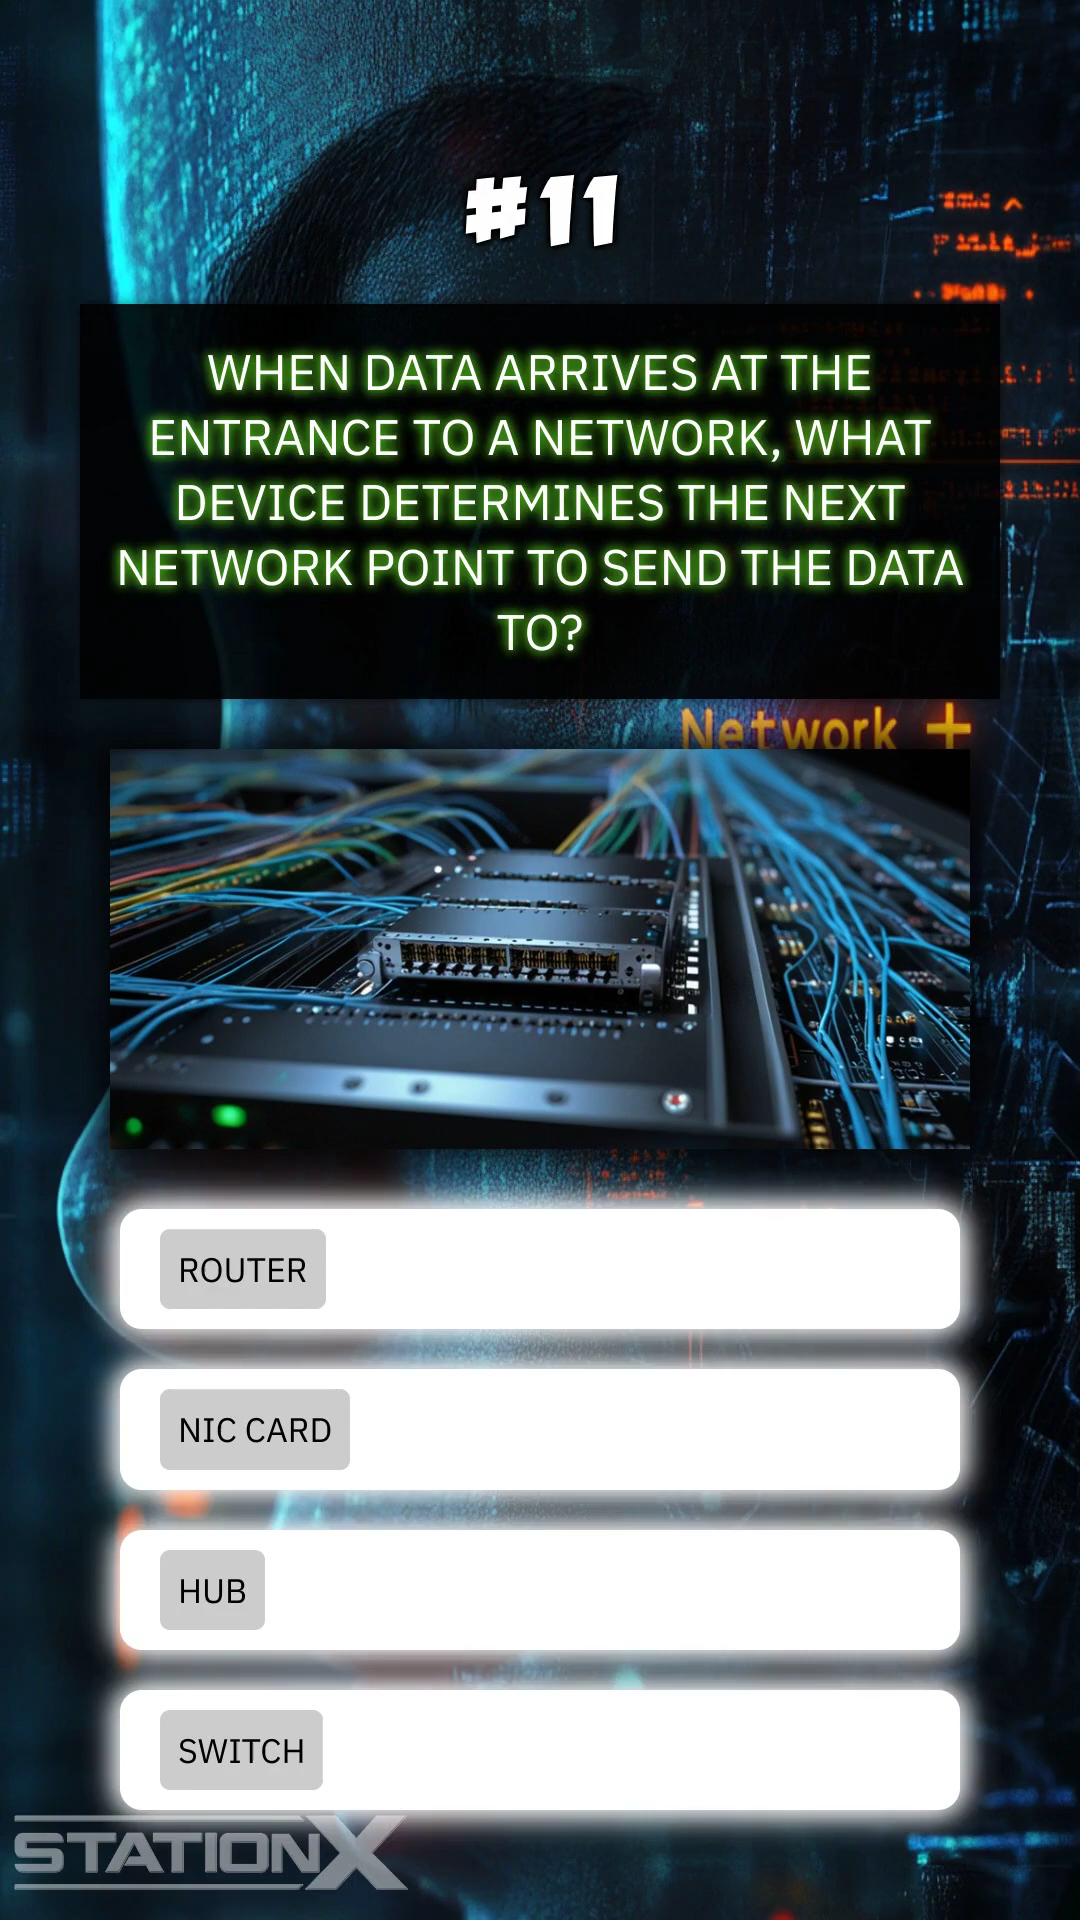 #11
WHEN DATA ARRIVES AT THE
ENTRANCE TO A NETWORK, WHAT
DEVICE DETERMINES THE NEXT
NETWORK POINT TO SEND THE DATA
TO?
Network +
ROUTER
NIC CARD
HUB
SWITCH
STATIONX